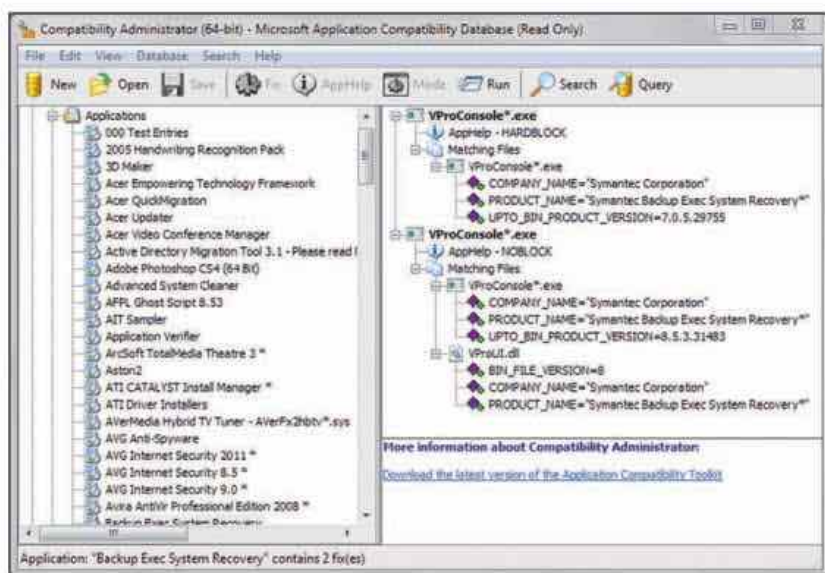 Compatibility Administrator (64-bit) - Microsoft Application Compatibility Database (Read Only)
File Edit View Database Search Help
New Open Save Fix AppHelp Mode Run Search Query
Applications
000 Test Entries
2005 Handwriting Recognition Pack
3D Maker
Acer Empowering Technology Framework
Acer QuickMigration
Acer Updater
Acer Video Conference Manager
Active Directory Migration Tool 3.1 - Please read
Adobe Photoshop CS4 (64 Bit)
Advanced System Cleaner
AFPL Ghost Script 8.53
AIT Sampler
Application Verifier
ArcSoft TotalMedia Theatre 3 *
Aston2
ATI CATALYST Install Manager *
ATI Driver Installers
AVerMedia Hybrid TV Tuner - AVerFx2hbtv*.sys
AVG Anti-Spyware
AVG Internet Security 2011 *
AVG Internet Security 8.5 *
AVG Internet Security 9.0 *
Avira AntiVir Professional Edition 2008 *
Backup Exec System Recovery
VProConsole*.exe
AppHelp - HARDBLOCK
Matching Files
VProConsole*.exe
COMPANY_NAME="Symantec Corporation"
PRODUCT_NAME="Symantec Backup Exec System Recovery*"
UPTO_BIN_PRODUCT_VERSION=7.0.5.29755
VProConsole*.exe
AppHelp - NOBLOCK
Matching Files
VProConsole*.exe
COMPANY_NAME="Symantec Corporation"
PRODUCT_NAME="Symantec Backup Exec System Recovery*"
UPTO_BIN_PRODUCT_VERSION=8.5.3.31483
VProUI.dll
BIN_FILE_VERSION=8
COMPANY_NAME="Symantec Corporation"
PRODUCT_NAME="Symantec Backup Exec System Recovery*"
More information about Compatibility Administrator:
Download the latest version of the Application Compatibility Toolkit
Application: "Backup Exec System Recovery" contains 2 fix(es)